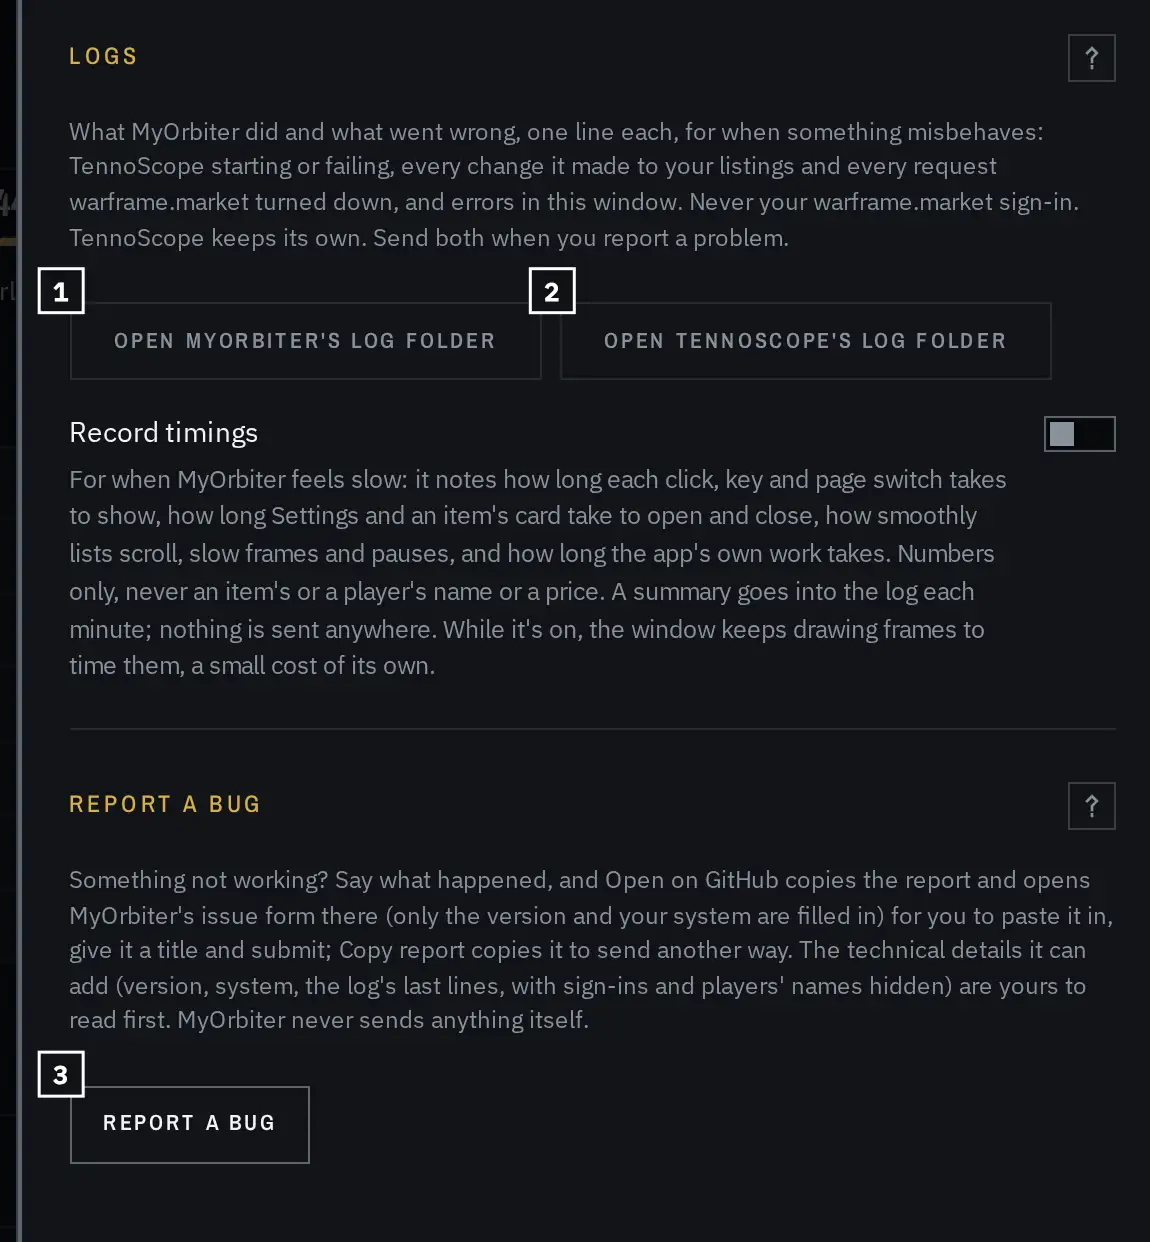 LOGS
?
What MyOrbiter did and what went wrong, one line each, for when something misbehaves:
TennoScope starting or failing, every change it made to your listings and every request
warframe.market turned down, and errors in this window. Never your warframe.market sign-in.
TennoScope keeps its own. Send both when you report a problem.
1
2
OPEN MYORBITER'S LOG FOLDER
OPEN TENNOSCOPE'S LOG FOLDER
Record timings
For when MyOrbiter feels slow: it notes how long each click, key and page switch takes
to show, how long Settings and an item's card take to open and close, how smoothly
lists scroll, slow frames and pauses, and how long the app's own work takes. Numbers
only, never an item's or a player's name or a price. A summary goes into the log each
minute; nothing is sent anywhere. While it's on, the window keeps drawing frames to
time them, a small cost of its own.
REPORT A BUG
?
Something not working? Say what happened, and Open on GitHub copies the report and opens
MyOrbiter's issue form there (only the version and your system are filled in) for you to paste it in,
give it a title and submit; Copy report copies it to send another way. The technical details it can
add (version, system, the log's last lines, with sign-ins and players' names hidden) are yours to
read first. MyOrbiter never sends anything itself.
3
REPORT A BUG